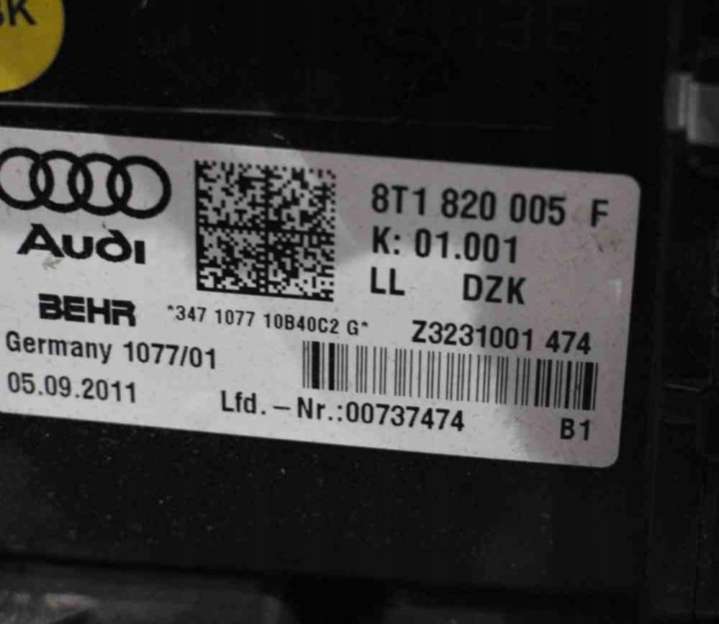 Audi
8T1 820 005 F
K: 01.001
LL DZK
BEHR
*347 1077 10B40C2 G*
Z3231001 474
Germany 1077/01
05.09.2011
Lfd. – Nr.:00737474
B1